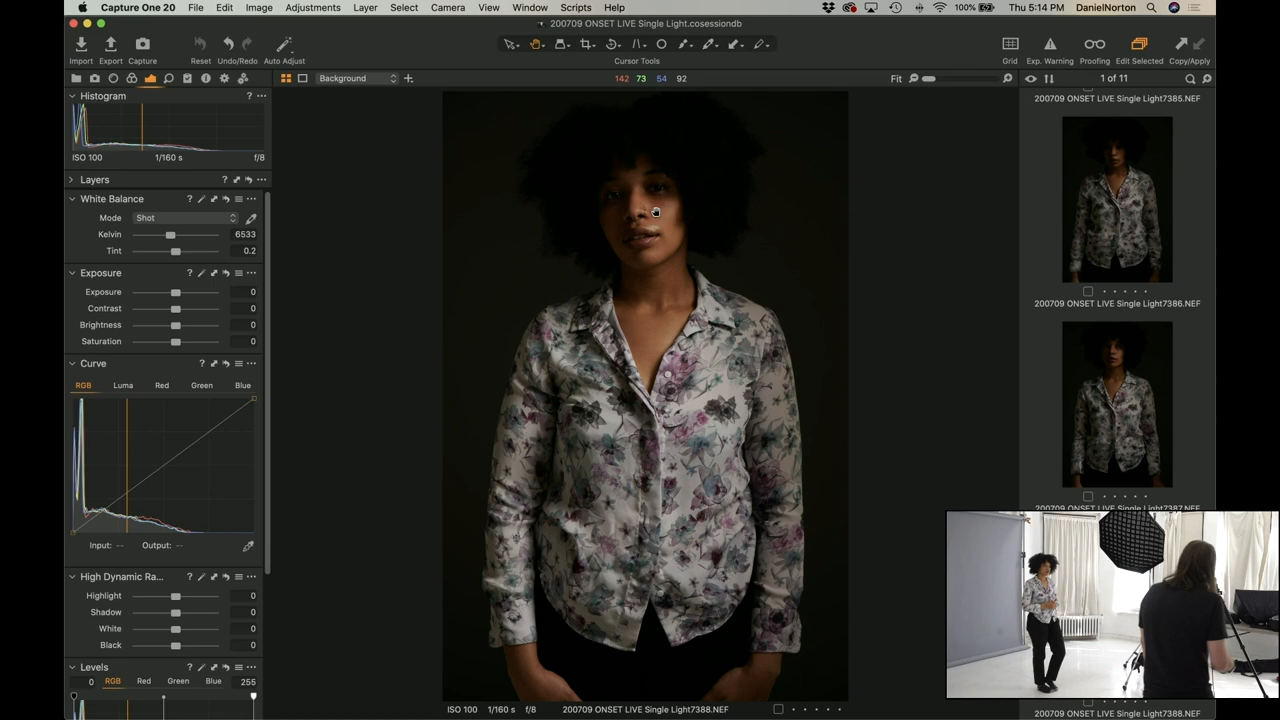 Capture One 20 File Edit Image Adjustments Layer Select Camera View Window Scripts Help 100% Thu 5:14 PM DanielNorton
200709 ONSET LIVE Single Light.cosessiondb
Import Export Capture Reset Undo/Redo Auto Adjust Cursor Tools Grid Exp. Warning Proofing Edit Selected Copy/Apply
Background 142 73 54 92 Fit 1 of 11
Histogram ? ...
ISO 100 1/160 s f/8
Layers ? ...
White Balance ? ...
Mode Shot
Kelvin 6533
Tint 0.2
Exposure ? ...
Exposure 0
Contrast 0
Brightness 0
Saturation 0
Curve ? ...
RGB Luma Red Green Blue
Input: -- Output: --
High Dynamic Ra... ? ...
Highlight 0
Shadow 0
White 0
Black 0
Levels ? ...
0 RGB Red Green Blue 255
ISO 100 1/160 s f/8 200709 ONSET LIVE Single Light7388.NEF
200709 ONSET LIVE Single Light7385.NEF
200709 ONSET LIVE Single Light7386.NEF
200709 ONSET LIVE Single Light7387.NEF
200709 ONSET LIVE Single Light7388.NEF